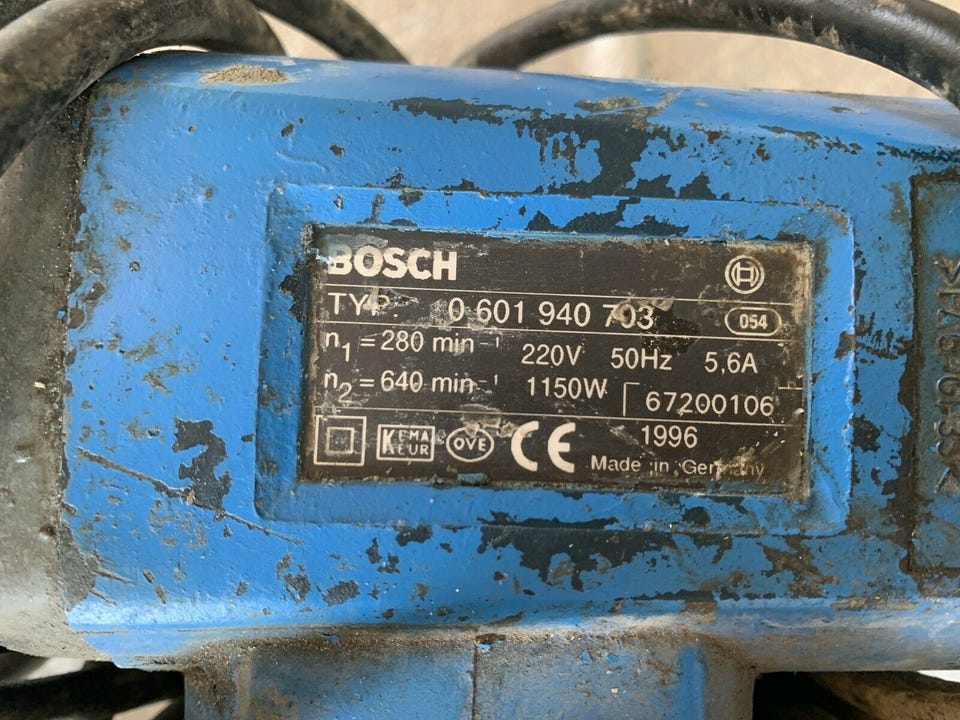 BOSCH
TYP. 0 601 940 703 054
n1 = 280 min⁻¹ 220V 50Hz 5,6A
n2 = 640 min⁻¹ 1150W 67200106
KEMA KEUR OVE CE 1996
Made in Germany